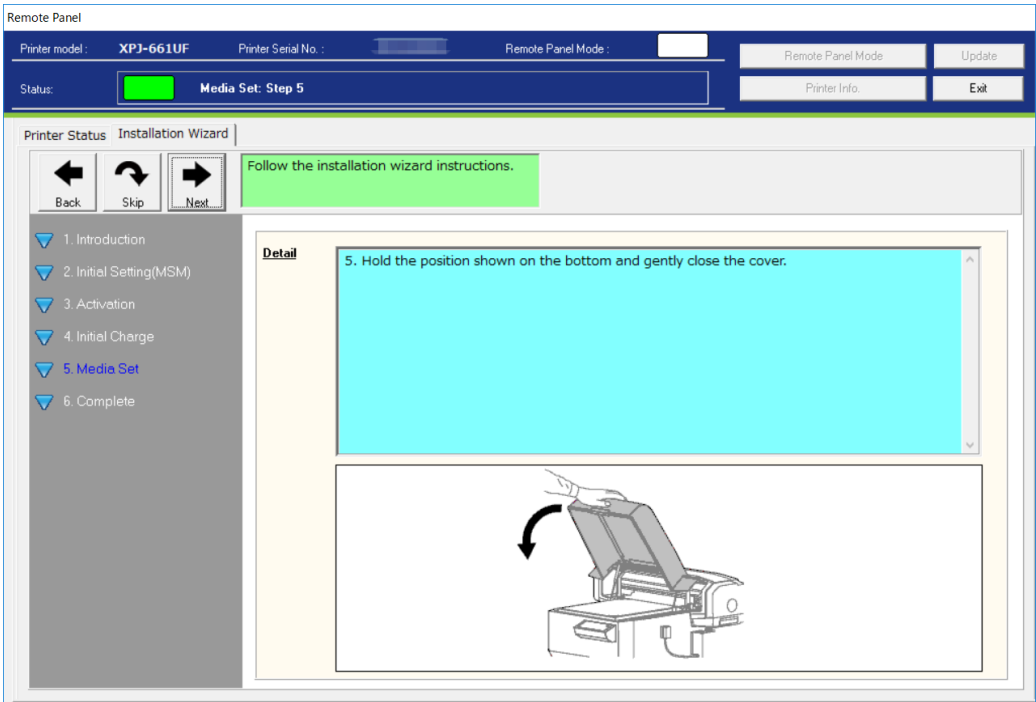 Remote Panel
Printer model : XPJ-661UF Printer Serial No. : Remote Panel Mode :
Remote Panel Mode Update
Status: Media Set: Step 5
Printer Info. Exit
Printer Status Installation Wizard
Back Skip Next
Follow the installation wizard instructions.
1. Introduction
2. Initial Setting(MSM)
3. Activation
4. Initial Charge
5. Media Set
6. Complete
Detail
5. Hold the position shown on the bottom and gently close the cover.